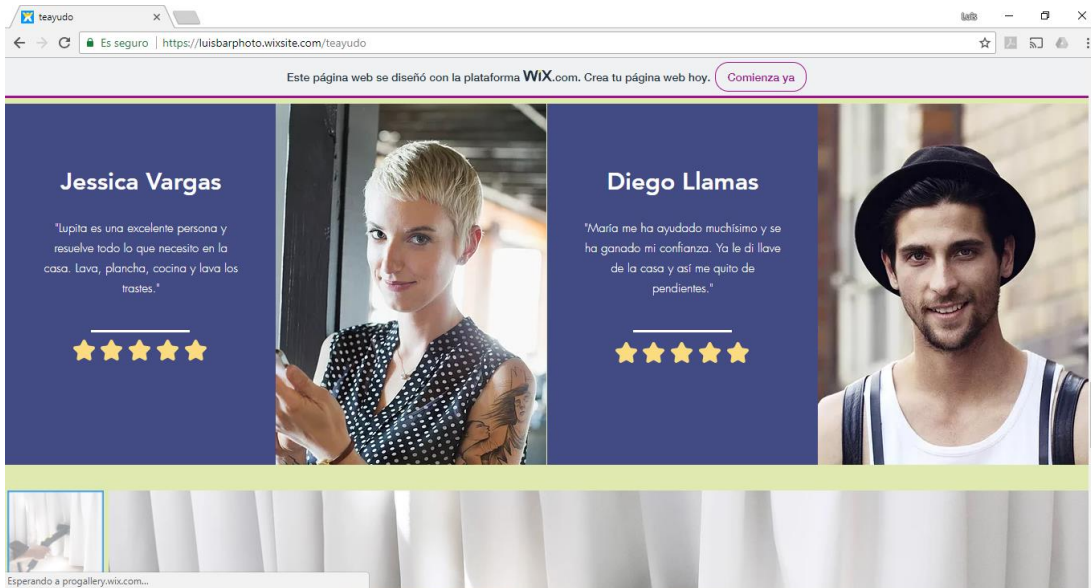 teayudo
Luis
Es seguro | https://luisbarphoto.wixsite.com/teayudo
Este página web se diseñó con la plataforma WiX.com. Crea tu página web hoy. Comienza ya
Jessica Vargas
"Lupita es una excelente persona y
resuelve todo lo que necesito en la
casa. Lava, plancha, cocina y lava los
trastes."
Diego Llamas
"María me ha ayudado muchísimo y se
ha ganado mi confianza. Ya le di llave
de la casa y así me quito de
pendientes."
Esperando a progallery.wix.com...